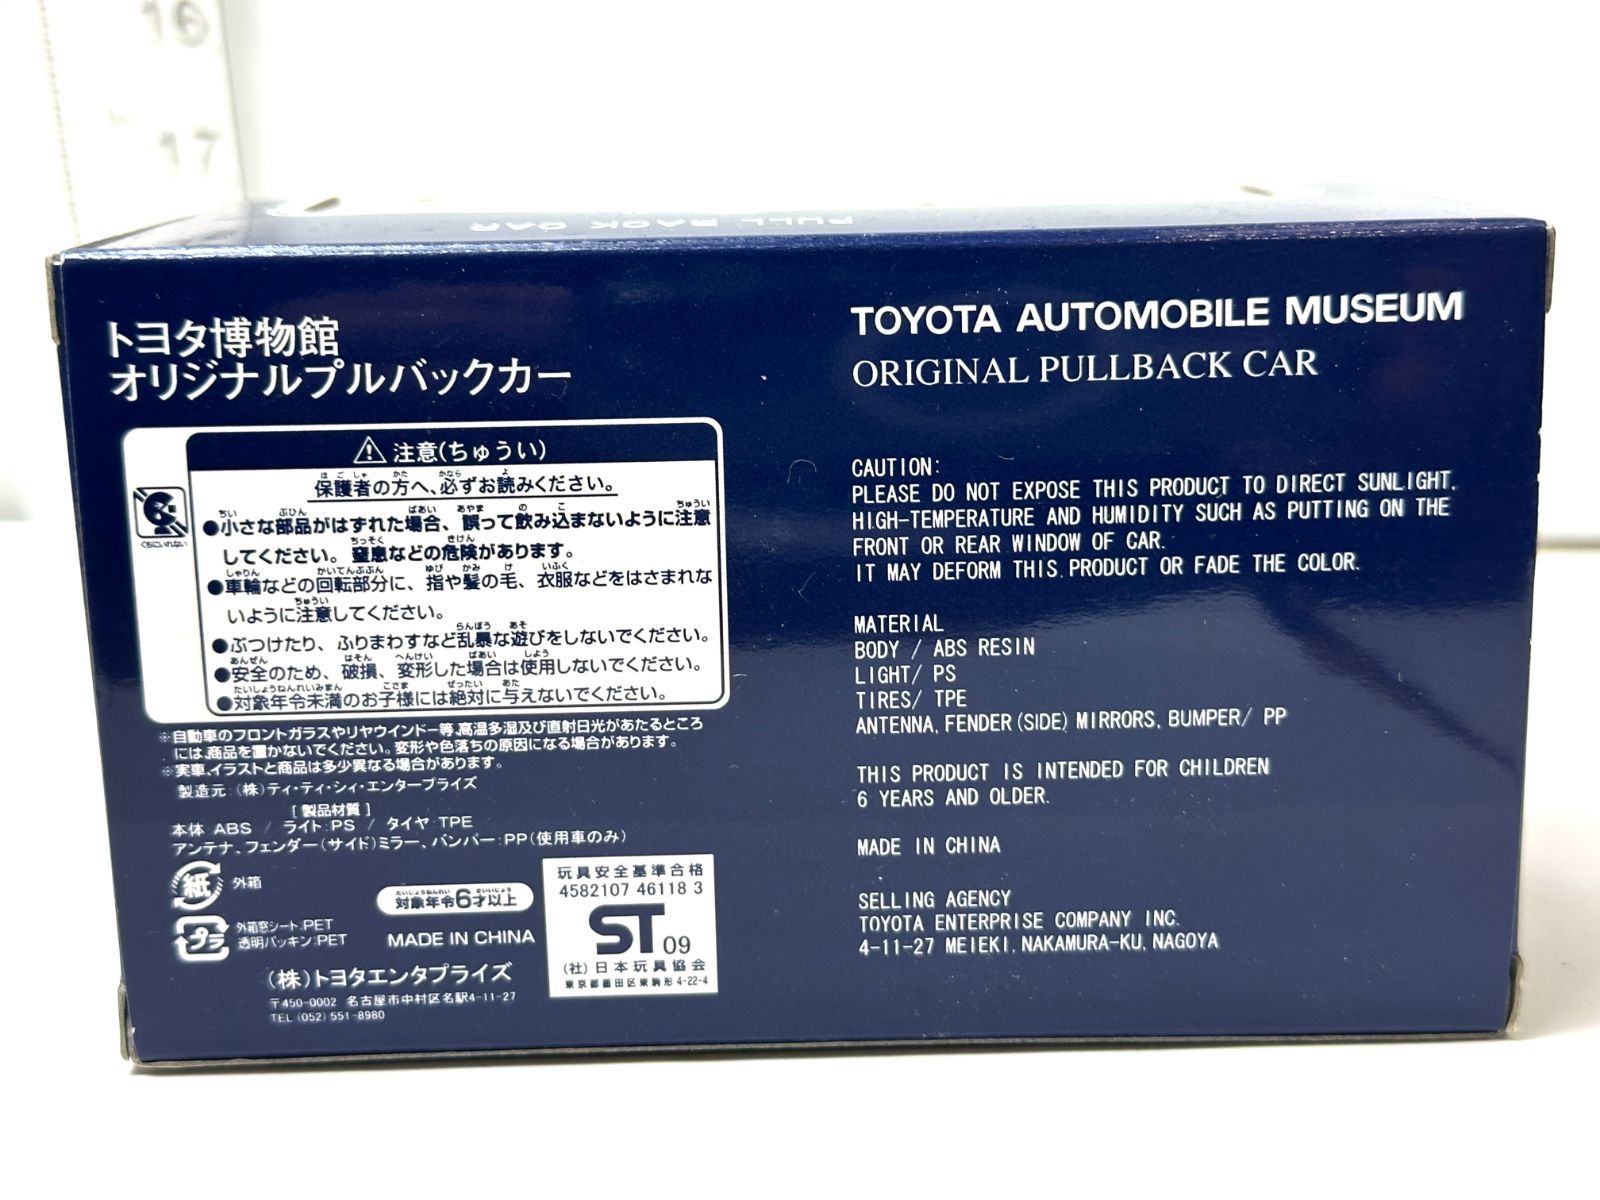 16
17
PULL BACK CAR
トヨタ博物館
オリジナルプルバックカー
⚠ 注意(ちゅうい)
保護者の方へ、必ずお読みください。
くちにいれない
●小さな部品がはずれた場合、誤って飲み込まないように注意
してください。窒息などの危険があります。
●車輪などの回転部分に、指や髪の毛、衣服などをはさまれな
いように注意してください。
●ぶつけたり、ふりまわすなど乱暴な遊びをしないでください。
●安全のため、破損、変形した場合は使用しないでください。
●対象年令未満のお子様には絶対に与えないでください。
※自動車のフロントガラスやリヤウインドー等、高温多湿及び直射日光があたるところ
には、商品を置かないでください。変形や色落ちの原因になる場合があります。
※実車、イラストと商品は多少異なる場合があります。
製造元:(株)ティ・ティ・シィ・エンタープライズ
[製品材質]
本体 ABS / ライト:PS / タイヤ:TPE
アンテナ、フェンダー(サイド)ミラー、バンパー:PP(使用車のみ)
紙 外箱
プラ 外箱窓シート:PET
透明パッキン:PET
対象年令6才以上
MADE IN CHINA
(株)トヨタエンタプライズ
〒450-0002 名古屋市中村区名駅4-11-27
TEL (052) 551-8980
玩具安全基準合格
4582107 46118 3
ST 09
(社)日本玩具協会
東京都墨田区東駒形 4-22-4
TOYOTA AUTOMOBILE MUSEUM
ORIGINAL PULLBACK CAR
CAUTION:
PLEASE DO NOT EXPOSE THIS PRODUCT TO DIRECT SUNLIGHT,
HIGH-TEMPERATURE AND HUMIDITY SUCH AS PUTTING ON THE
FRONT OR REAR WINDOW OF CAR.
IT MAY DEFORM THIS PRODUCT OR FADE THE COLOR.
MATERIAL
BODY / ABS RESIN
LIGHT/ PS
TIRES/ TPE
ANTENNA, FENDER (SIDE) MIRRORS, BUMPER/ PP
THIS PRODUCT IS INTENDED FOR CHILDREN
6 YEARS AND OLDER.
MADE IN CHINA
SELLING AGENCY
TOYOTA ENTERPRISE COMPANY INC.
4-11-27 MEIEKI, NAKAMURA-KU, NAGOYA